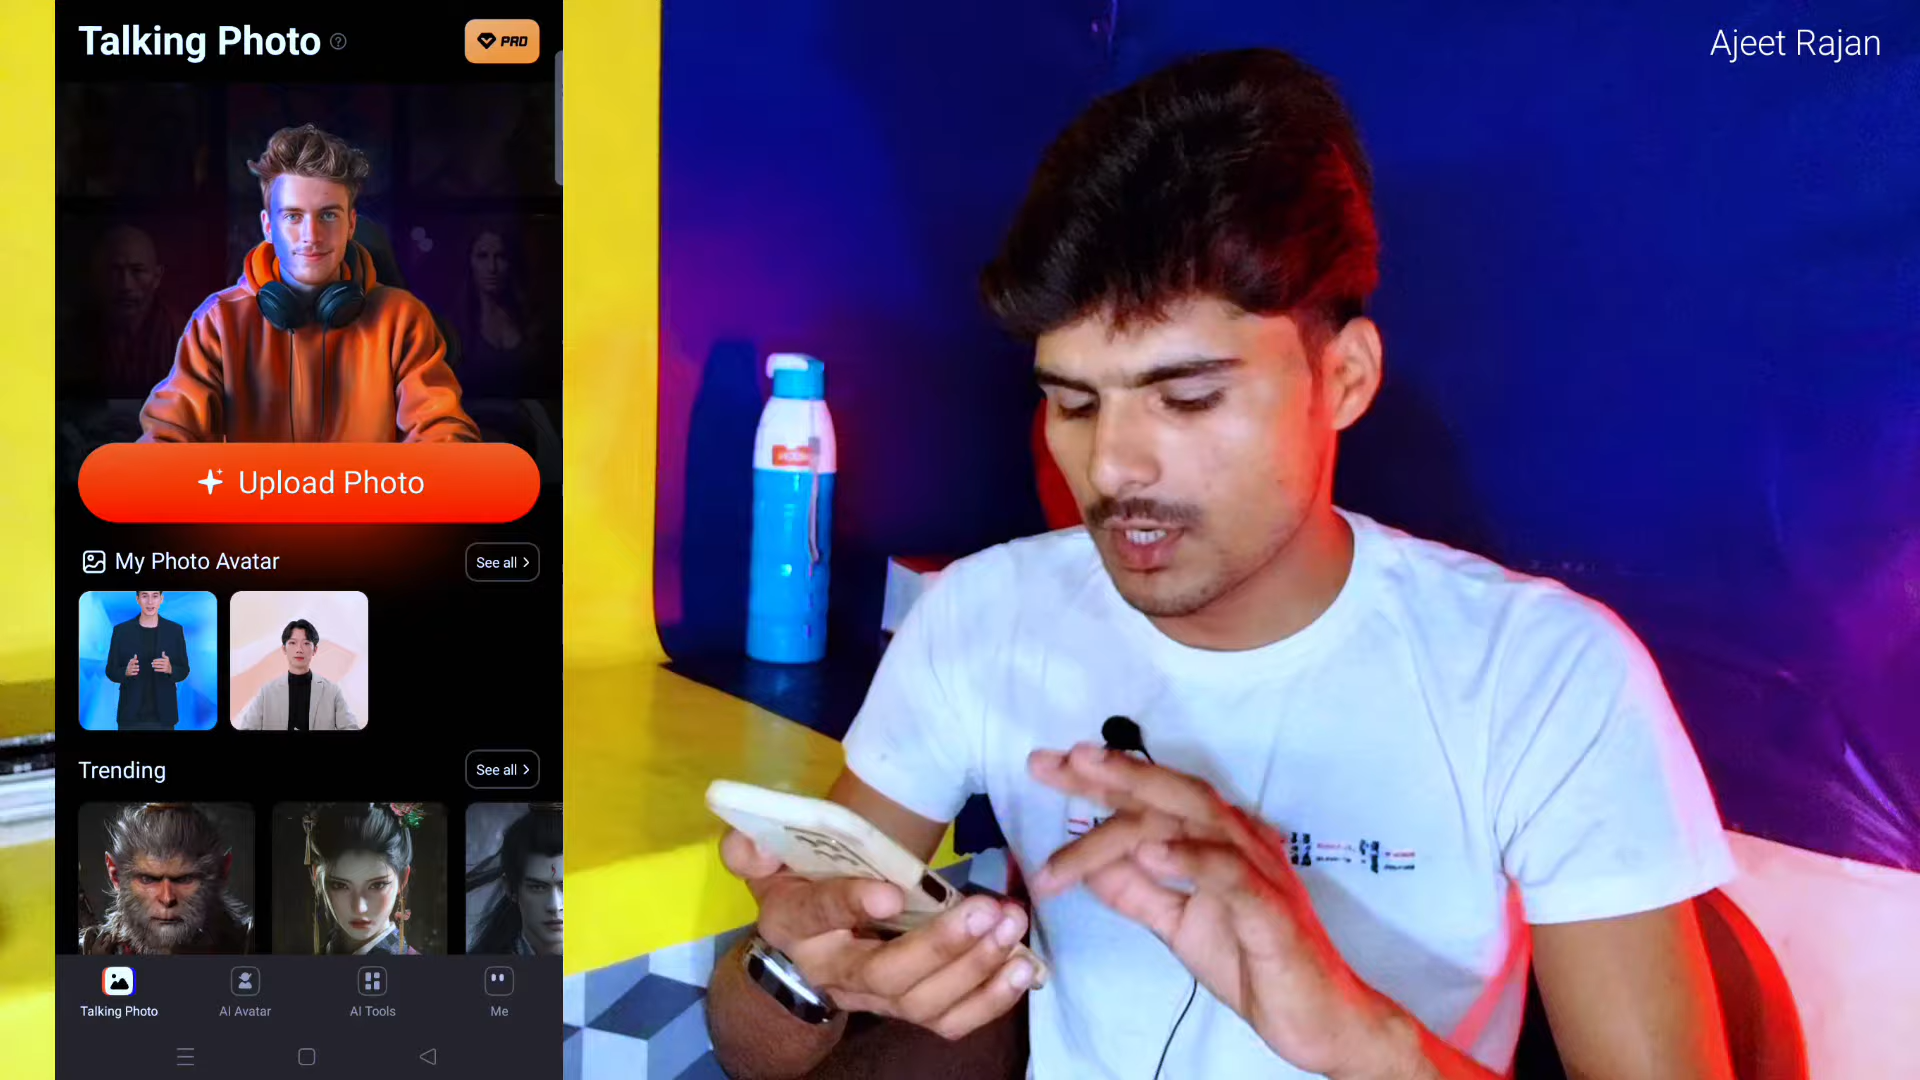 Talking Photo
PRO
Ajeet Rajan
Upload Photo
My Photo Avatar
See all
Trending
See all
Talking Photo
AI Avatar
AI Tools
Me